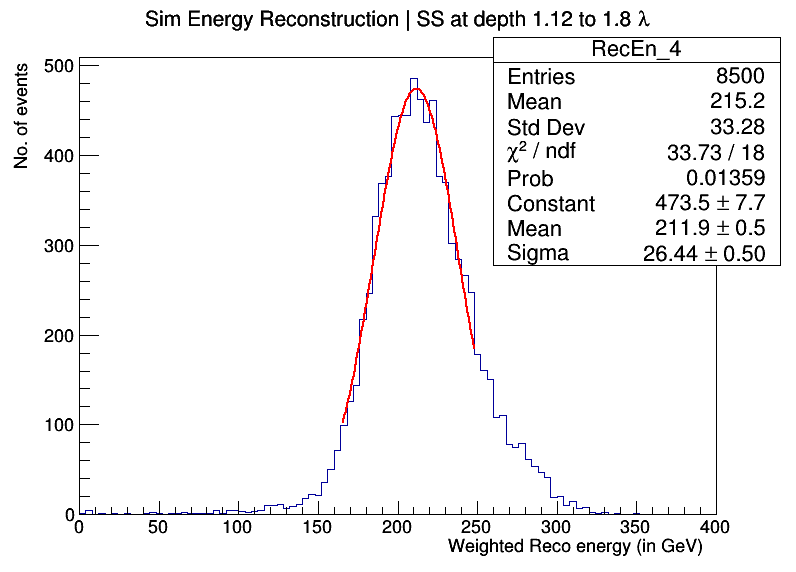 Sim Energy Reconstruction | SS at depth 1.12 to 1.8 λ
RecEn_4
Entries 8500
Mean 215.2
Std Dev 33.28
χ² / ndf 33.73 / 18
Prob 0.01359
Constant 473.5 ± 7.7
Mean 211.9 ± 0.5
Sigma 26.44 ± 0.50
No. of events
500
400
300
200
100
0
0 50 100 150 200 250 300 350 400
Weighted Reco energy (in GeV)